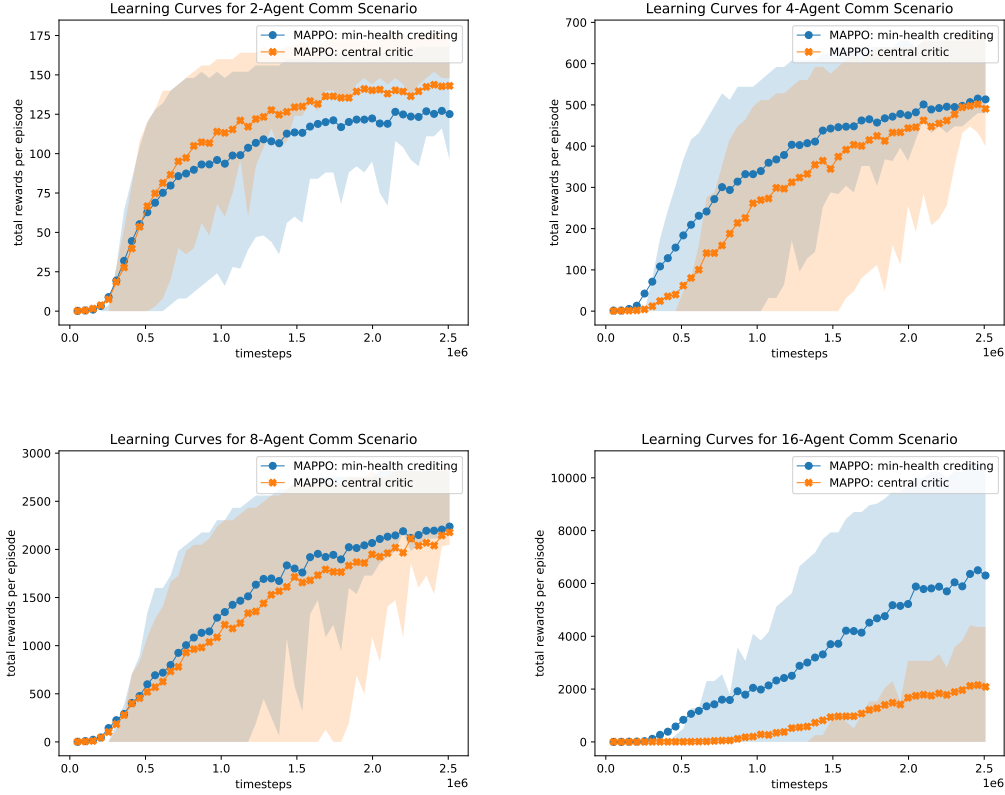 Learning Curves for 2-Agent Comm Scenario
MAPPO: min-health crediting
MAPPO: central critic
total rewards per episode
175
150
125
100
75
50
25
0
0.0 0.5 1.0 1.5 2.0 2.5
1e6
timesteps
Learning Curves for 4-Agent Comm Scenario
MAPPO: min-health crediting
MAPPO: central critic
total rewards per episode
700
600
500
400
300
200
100
0
0.0 0.5 1.0 1.5 2.0 2.5
1e6
timesteps
Learning Curves for 8-Agent Comm Scenario
MAPPO: min-health crediting
MAPPO: central critic
total rewards per episode
3000
2500
2000
1500
1000
500
0
0.0 0.5 1.0 1.5 2.0 2.5
1e6
timesteps
Learning Curves for 16-Agent Comm Scenario
MAPPO: min-health crediting
MAPPO: central critic
total rewards per episode
10000
8000
6000
4000
2000
0
0.0 0.5 1.0 1.5 2.0 2.5
1e6
timesteps